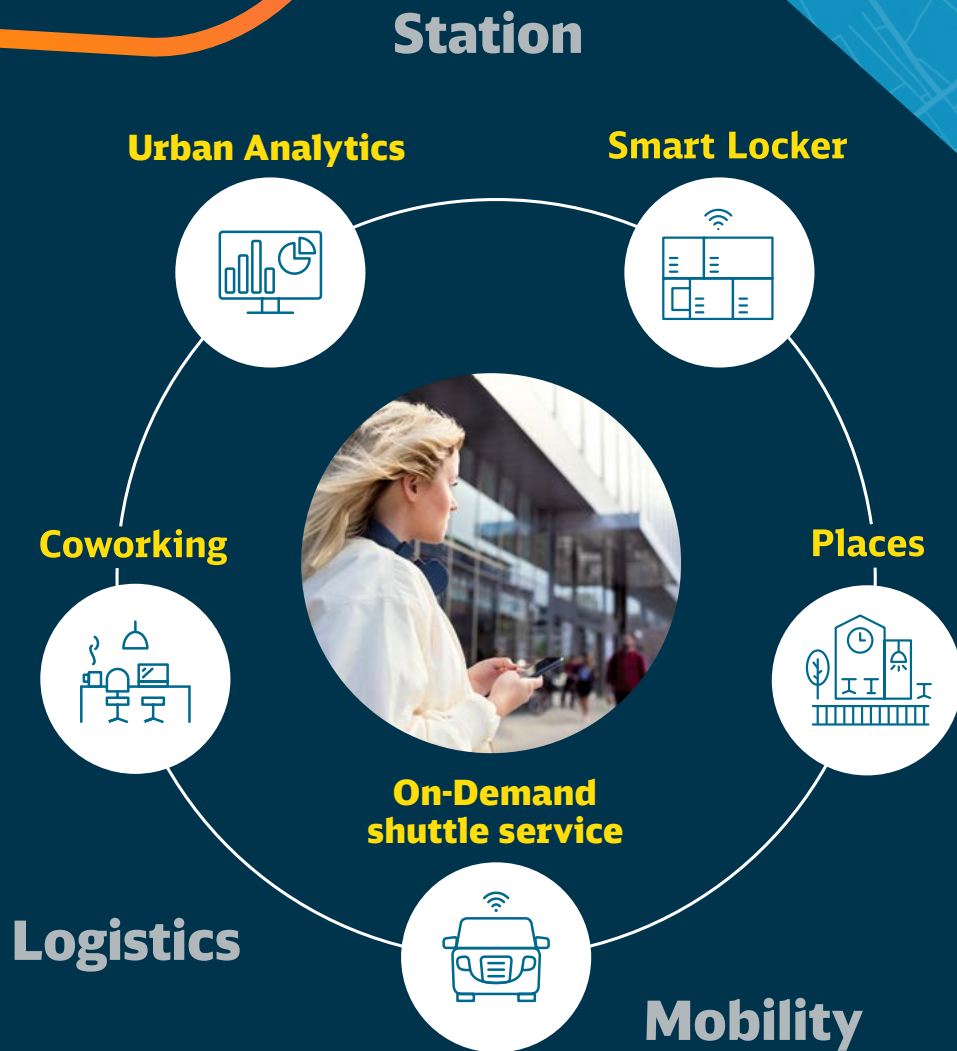 Station
Urban Analytics
Smart Locker
Coworking
Places
On-Demand
shuttle service
Logistics
Mobility